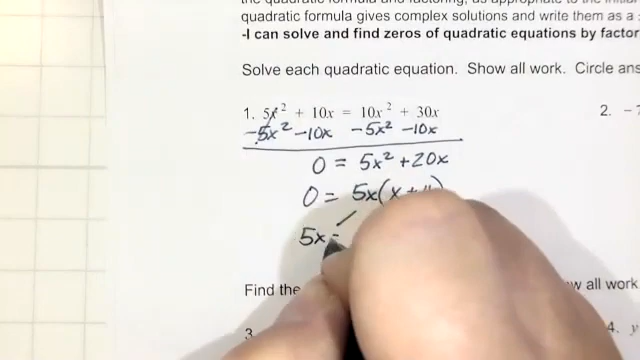 the quadratic formula and factoring, as appropriate to the initial
quadratic formula gives complex solutions and write them as a
-I can solve and find zeros of quadratic equations by factor
Solve each quadratic equation. Show all work. Circle ans
1. 5x² + 10x = 10x² + 30x 2. -7
-5x² -10x -5x² -10x
0 = 5x² + 20x
0 = 5x(x + 4)
5x =
Find the w all work
3 4. y